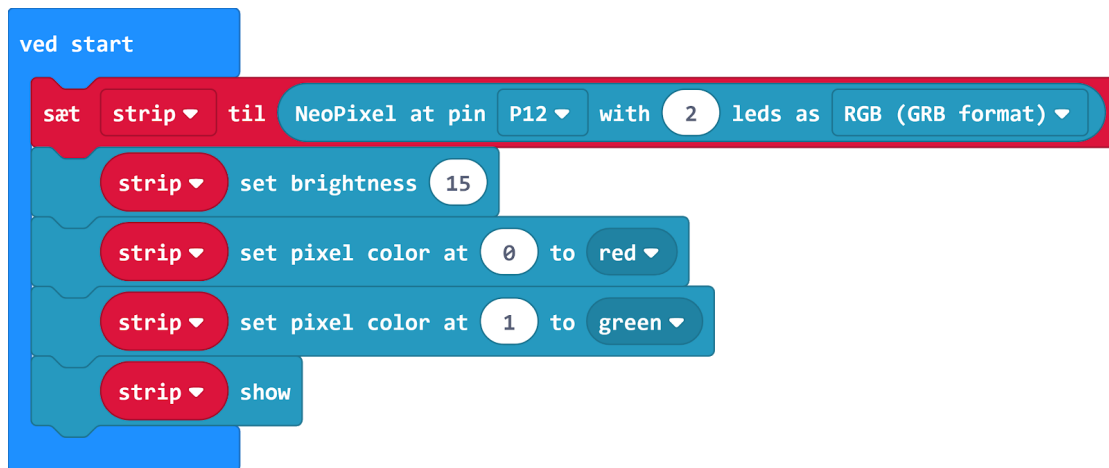 ved start
sæt strip til NeoPixel at pin P12 with 2 leds as RGB (GRB format)
strip set brightness 15
strip set pixel color at 0 to red
strip set pixel color at 1 to green
strip show